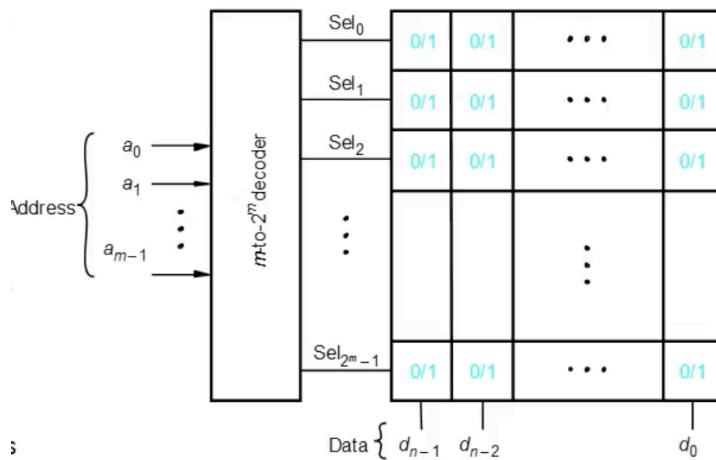 Sel₀ 0/1 0/1 ••• 0/1
Sel₁ 0/1 0/1 ••• 0/1
Sel₂ 0/1 0/1 ••• 0/1
a₀
a₁
Address
aₘ₋₁
m-to-2ᵐ decoder
Sel₂ᵐ₋₁ 0/1 0/1 ••• 0/1
Data { dₙ₋₁ dₙ₋₂ d₀
s